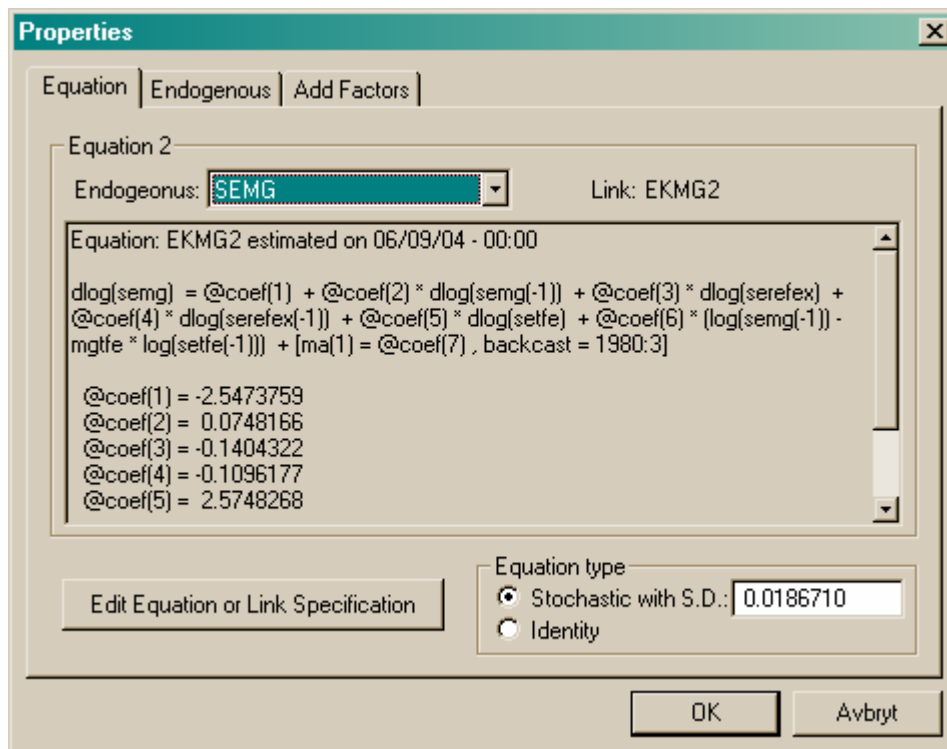 Properties
Equation Endogenous Add Factors
Equation 2
Endogeonus: SEMG Link: EKMG2
Equation: EKMG2 estimated on 06/09/04 - 00:00
dlog(semg) = @coef(1) + @coef(2) * dlog(semg(-1)) + @coef(3) * dlog(serefex) +
@coef(4) * dlog(serefex(-1)) + @coef(5) * dlog(setfe) + @coef(6) * (log(semg(-1)) -
mgtfe * log(setfe(-1))) + [ma(1) = @coef(7) , backcast = 1980:3]
@coef(1) = -2.5473759
@coef(2) = 0.0748166
@coef(3) = -0.1404322
@coef(4) = -0.1096177
@coef(5) = 2.5748268
Edit Equation or Link Specification
Equation type
Stochastic with S.D.: 0.0186710
Identity
OK Avbryt